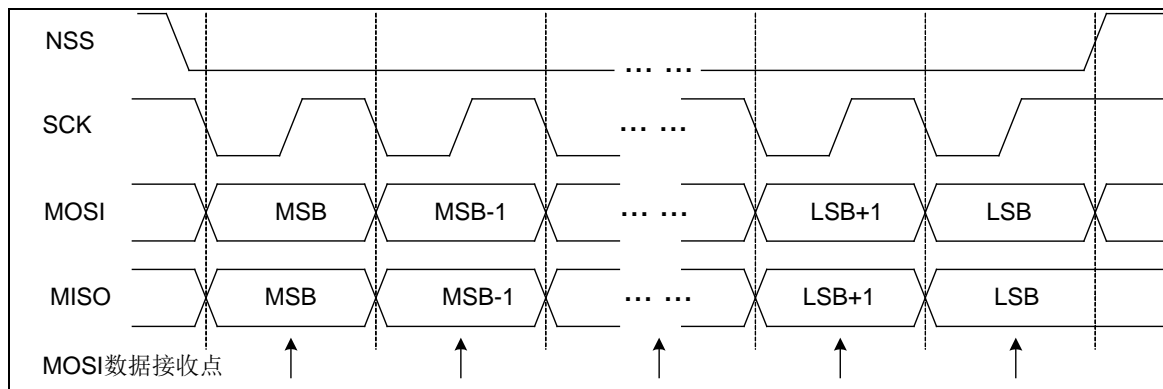 NSS
... ...
SCK
... ...
MOSI MSB MSB-1 ... ... LSB+1 LSB
MISO MSB MSB-1 ... ... LSB+1 LSB
MOSI数据接收点